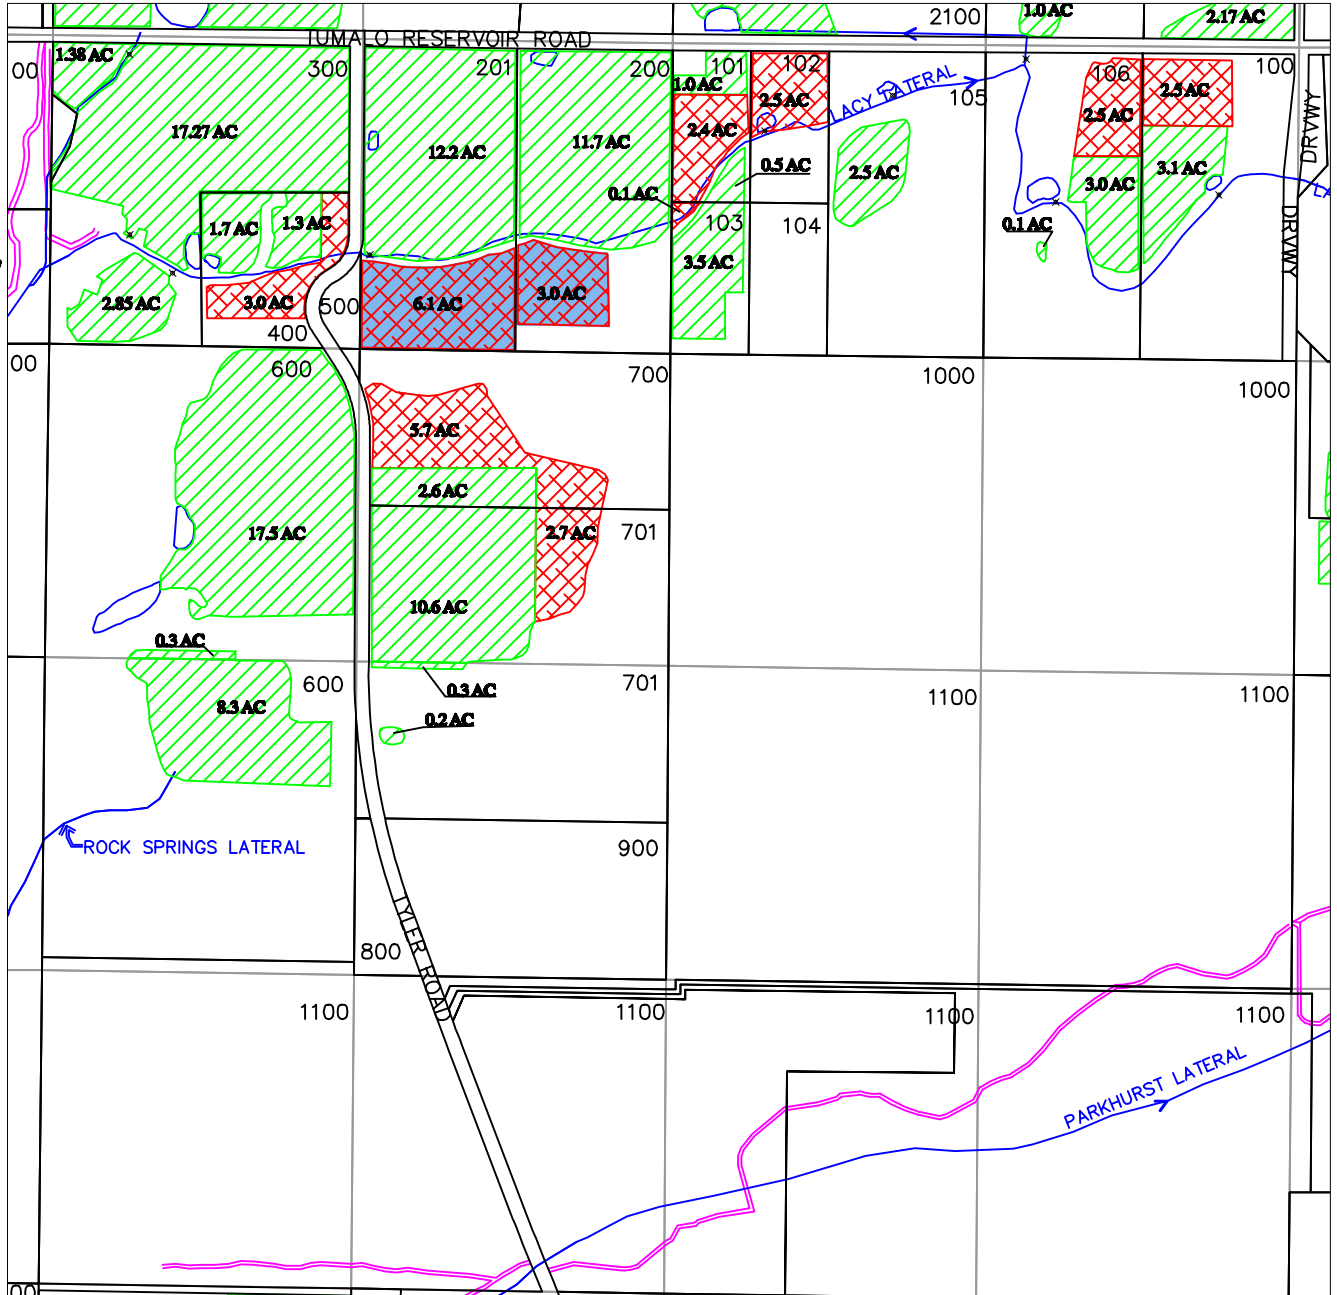 1.0 AC
2100
2.17 AC
TUMALO RESERVOIR ROAD
1.38 AC
00
300
201
200
101
102
106
100
LACY LATERAL
105
1.0 AC
2.5 AC
2.5 AC
2.5 AC
DRVWY
17.27 AC
12.2 AC
11.7 AC
2.4 AC
0.5 AC
2.5 AC
3.0 AC
3.1 AC
0.1 AC
1.7 AC
1.3 AC
103
104
0.1 AC
DRVWY
3.5 AC
2.85 AC
3.0 AC
500
6.1 AC
3.0 AC
400
00
600
700
1000
1000
5.7 AC
2.6 AC
17.5 AC
2.7 AC
701
10.6 AC
0.3 AC
600
0.3 AC
701
1100
1100
8.3 AC
0.2 AC
ROCK SPRINGS LATERAL
900
TYLER ROAD
800
1100
1100
1100
1100
PARKHURST LATERAL
00